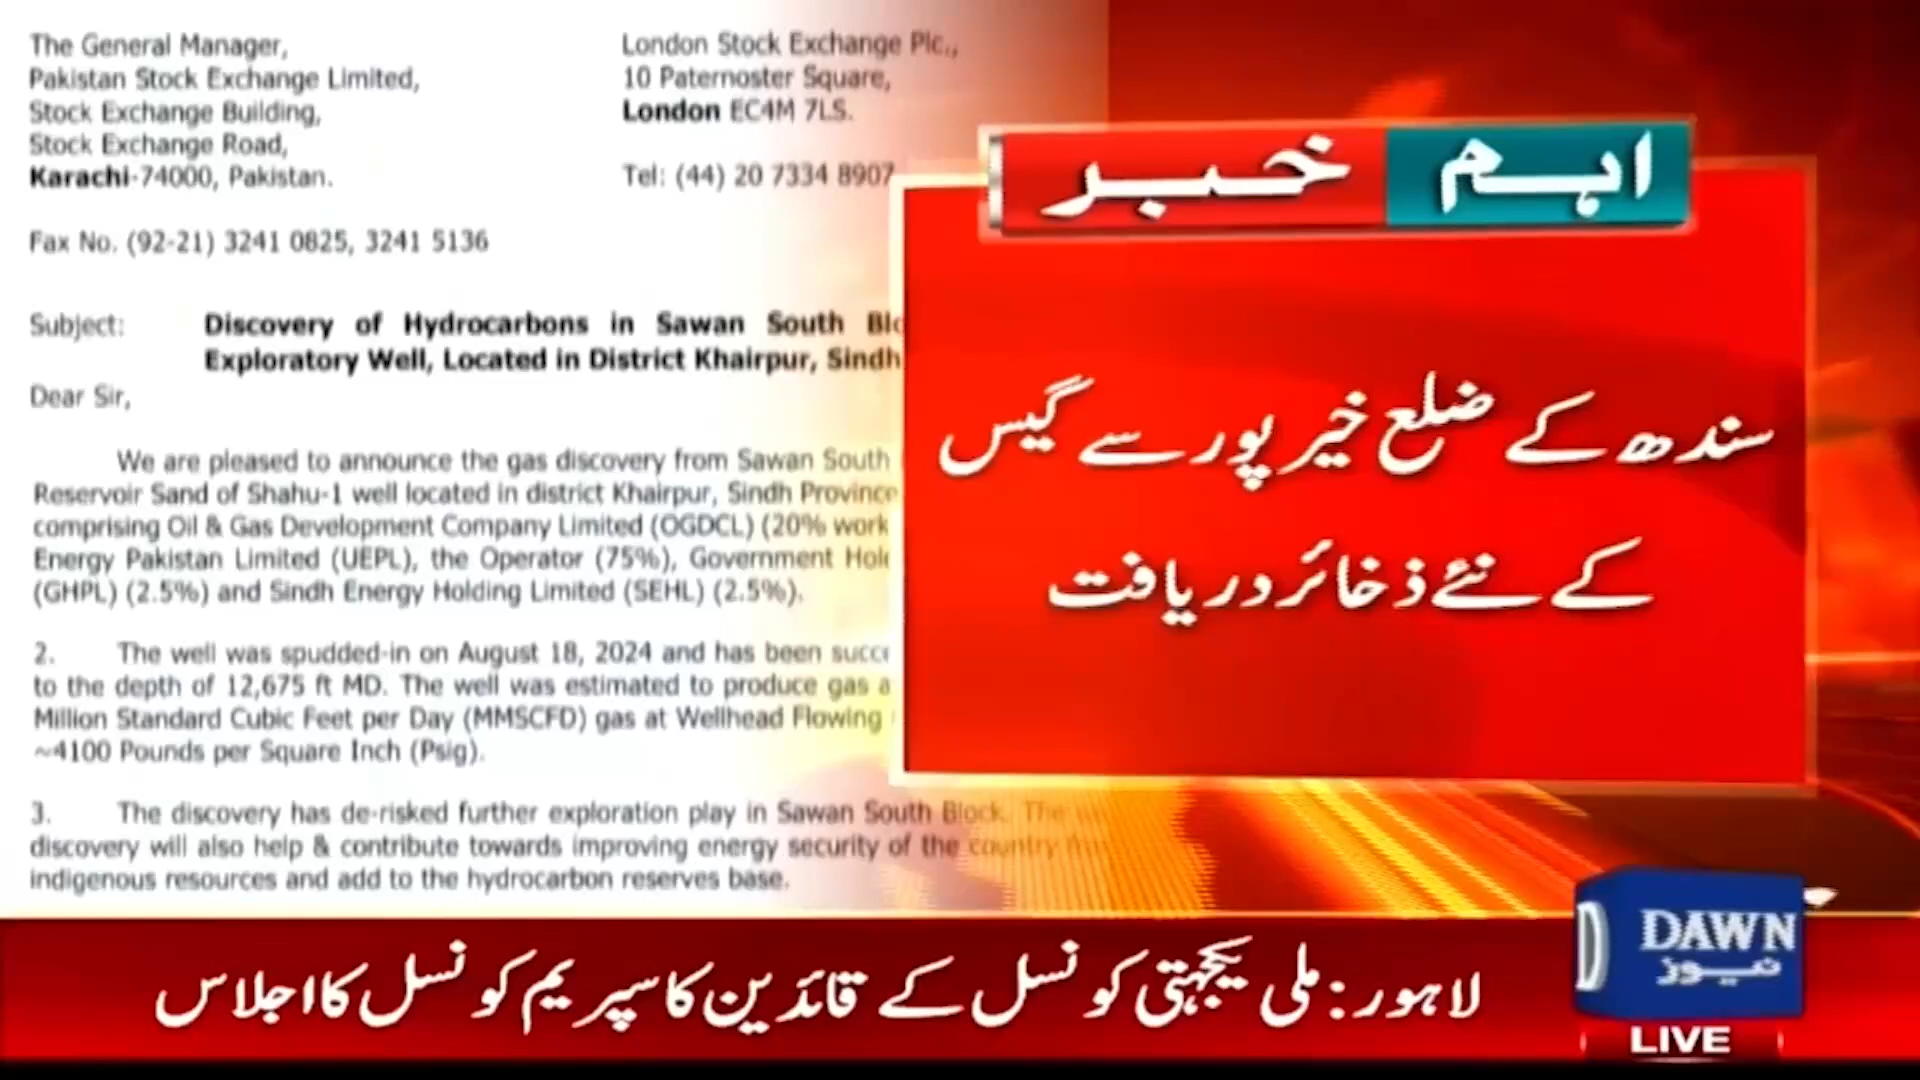 The General Manager,
Pakistan Stock Exchange Limited,
Stock Exchange Building,
Stock Exchange Road,
Karachi-74000, Pakistan.
Fax No. (92-21) 3241 0825, 3241 5136
London Stock Exchange Plc.,
10 Paternoster Square,
London EC4M 7LS.
Tel: (44) 20 7334 8907
Subject: Discovery of Hydrocarbons in Sawan South
Exploratory Well, Located in District Khairpur, Sindh
Dear Sir,
We are pleased to announce the gas discovery from Sawan South
Reservoir Sand of Shahu-1 well located in district Khairpur, Sindh Province
comprising Oil & Gas Development Company Limited (OGDCL) (20% work
Energy Pakistan Limited (UEPL), the Operator (75%), Government
(GHPL) (2.5%) and Sindh Energy Holding Limited (SEHL) (2.5%).
2. The well was spudded-in on August 18, 2024 and has been
to the depth of 12,675 ft MD. The well was estimated to produce gas
Million Standard Cubic Feet per Day (MMSCFD) gas at Wellhead Flowing
~4100 Pounds per Square Inch (Psig).
3. The discovery has de-risked further exploration play in Sawan South Block. The
discovery will also help & contribute towards improving energy security of the country
indigenous resources and add to the hydrocarbon reserves base.
اہم خبر
سندھ کے ضلع خیرپور سے گیس
کے نئے ذخائر دریافت
لاہور: ملی یکجہتی کونسل کے قائدین کا سپریم کونسل کا اجلاس
DAWN
نیوز
LIVE